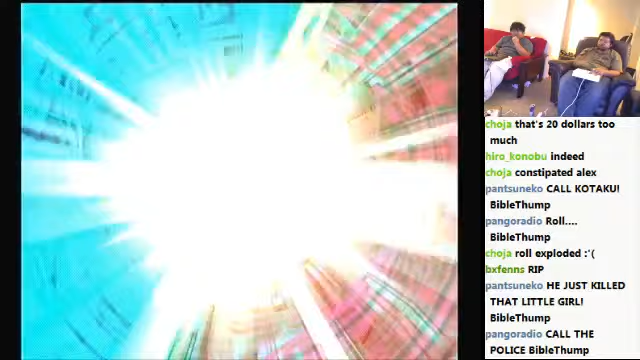 choja that's 20 dollars too
much
hiro_konobu indeed
choja constipated alex
pantsuneko CALL KOTAKU!
BibleThump
pangoradio Roll....
BibleThump
choja roll exploded :'(
bxfenns RIP
pantsuneko HE JUST KILLED
THAT LITTLE GIRL!
BibleThump
pangoradio CALL THE
POLICE BibleThump